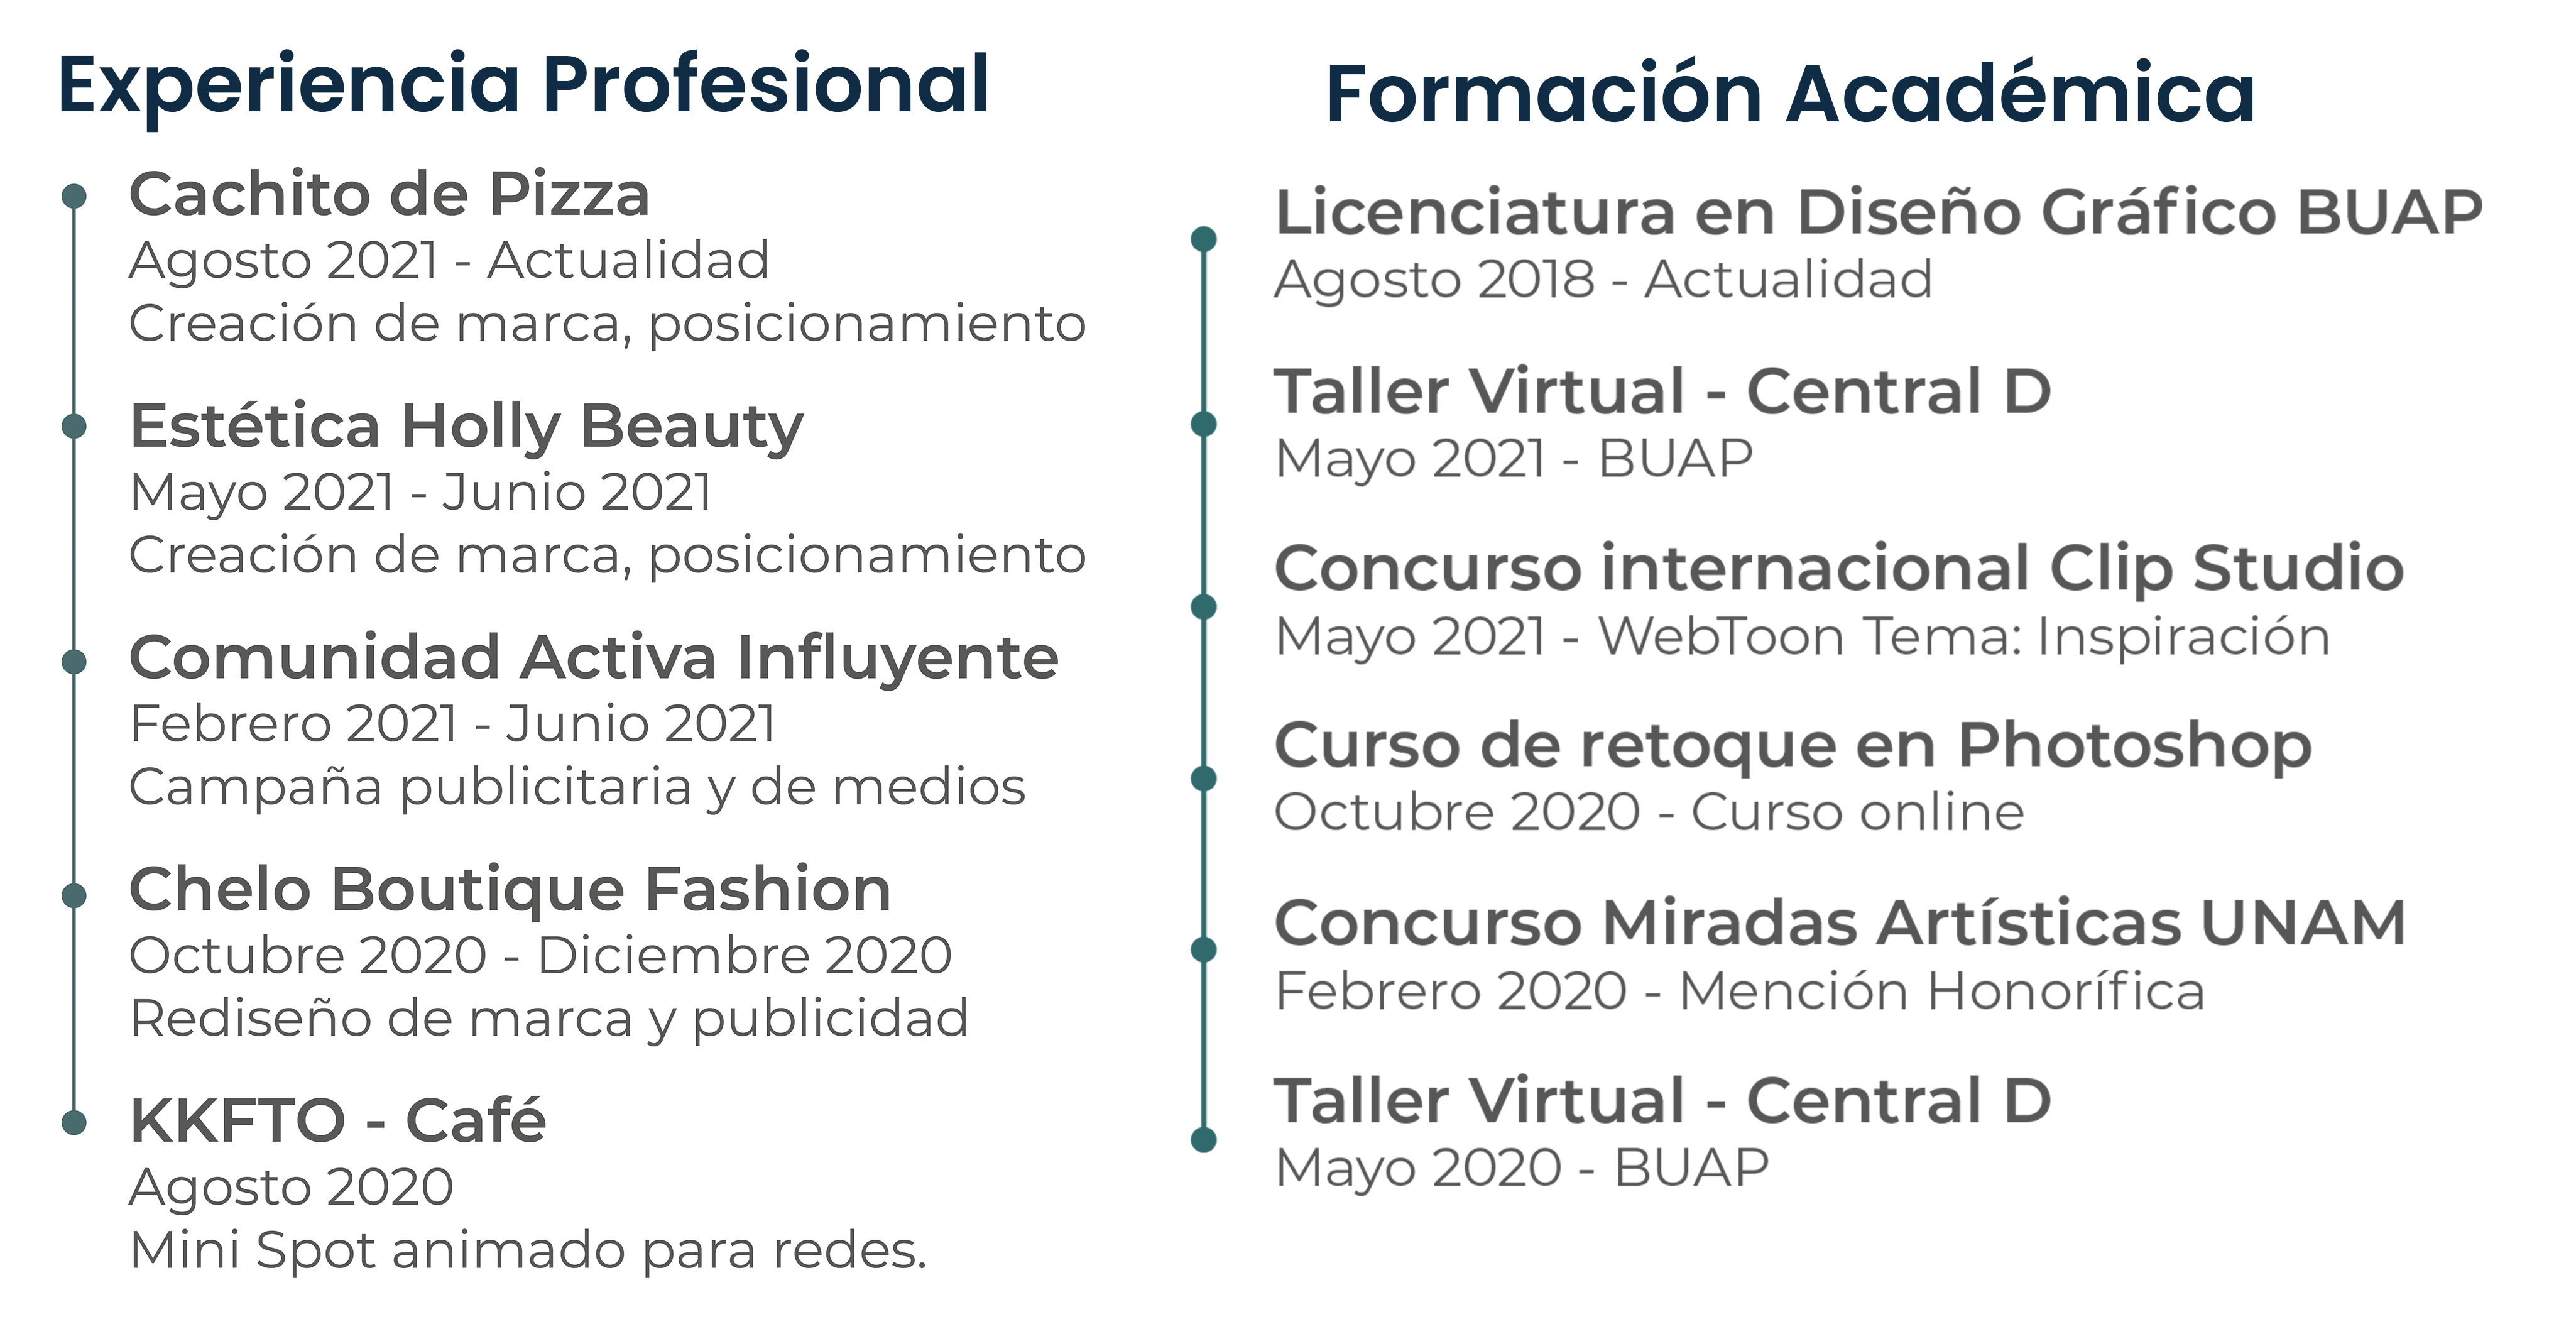 Experiencia Profesional
Cachito de Pizza
Agosto 2021 - Actualidad
Creación de marca, posicionamiento
Estética Holly Beauty
Mayo 2021 - Junio 2021
Creación de marca, posicionamiento
Comunidad Activa Influyente
Febrero 2021 - Junio 2021
Campaña publicitaria y de medios
Chelo Boutique Fashion
Octubre 2020 - Diciembre 2020
Rediseño de marca y publicidad
KKFTO - Café
Agosto 2020
Mini Spot animado para redes.
Formación Académica
Licenciatura en Diseño Gráfico BUAP
Agosto 2018 - Actualidad
Taller Virtual - Central D
Mayo 2021 - BUAP
Concurso internacional Clip Studio
Mayo 2021 - WebToon Tema: Inspiración
Curso de retoque en Photoshop
Octubre 2020 - Curso online
Concurso Miradas Artísticas UNAM
Febrero 2020 - Mención Honorífica
Taller Virtual - Central D
Mayo 2020 - BUAP